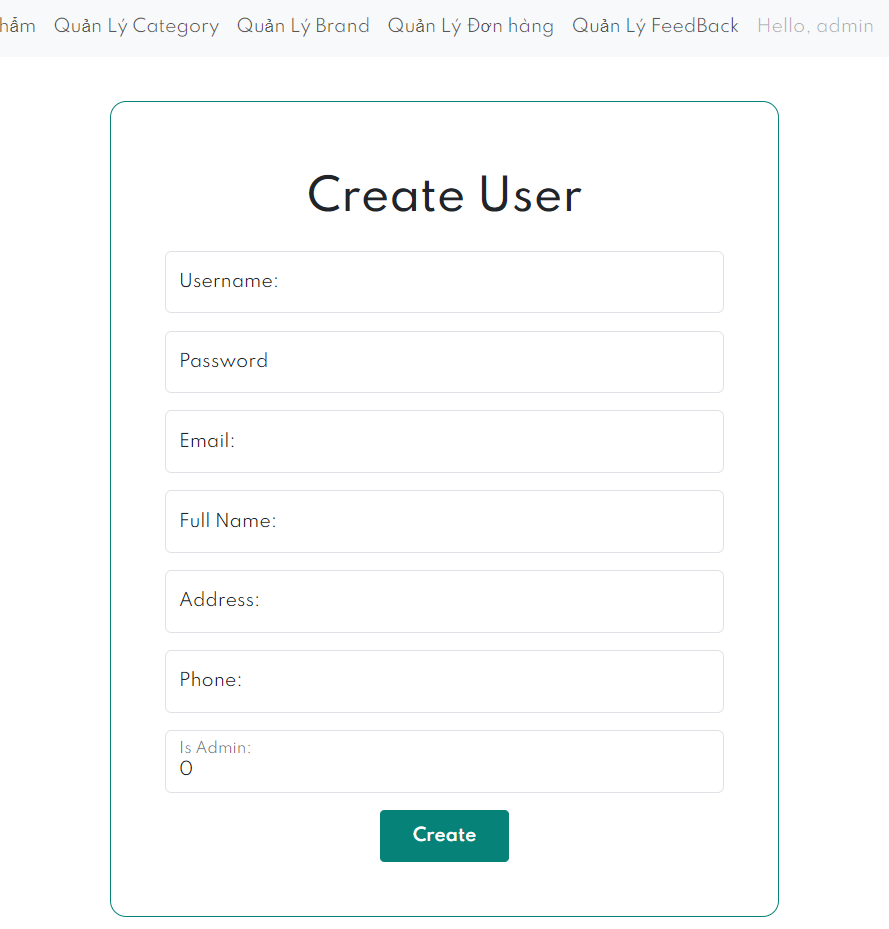 hẩm Quản Lý Category Quản Lý Brand Quản Lý Đơn hàng Quản Lý FeedBack Hello, admin
Create User
Username:
Password
Email:
Full Name:
Address:
Phone:
Is Admin:
0
Create